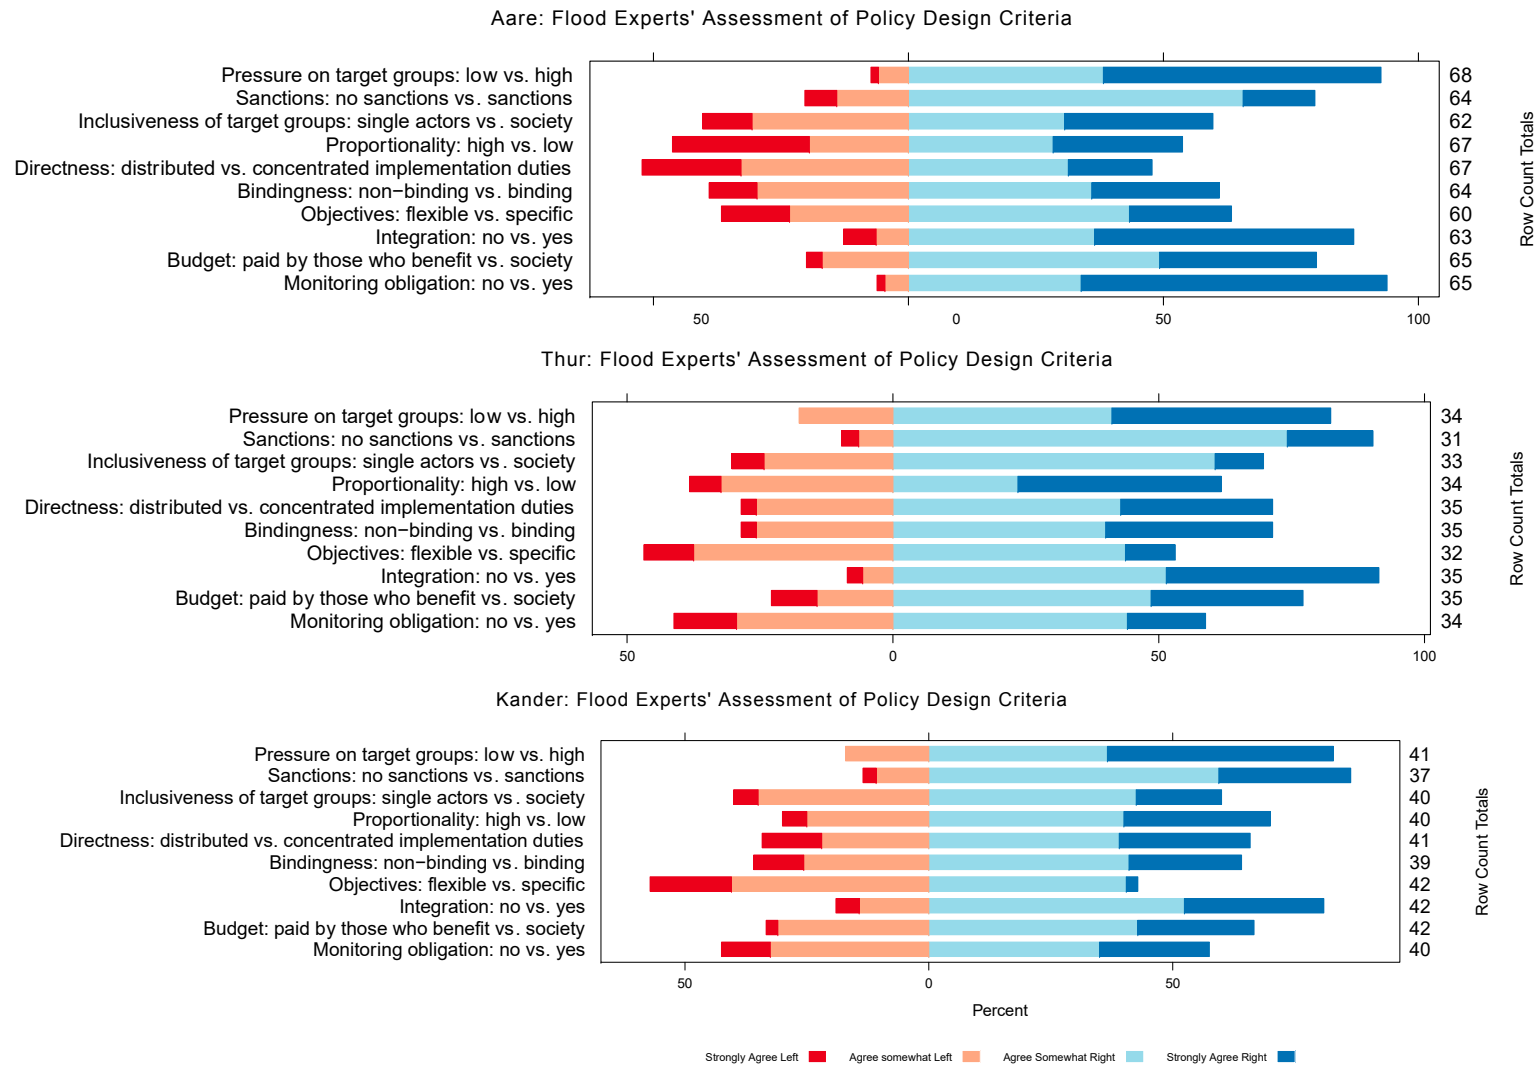 Aare: Flood Experts' Assessment of Policy Design Criteria
Pressure on target groups: low vs. high 68
Sanctions: no sanctions vs. sanctions 64
Inclusiveness of target groups: single actors vs. society 62
Proportionality: high vs. low 67
Directness: distributed vs. concentrated implementation duties 67
Bindingness: non−binding vs. binding 64
Objectives: flexible vs. specific 60
Integration: no vs. yes 63
Budget: paid by those who benefit vs. society 65
Monitoring obligation: no vs. yes 65
Row Count Totals
50 0 50 100
Thur: Flood Experts' Assessment of Policy Design Criteria
Pressure on target groups: low vs. high 34
Sanctions: no sanctions vs. sanctions 31
Inclusiveness of target groups: single actors vs. society 33
Proportionality: high vs. low 34
Directness: distributed vs. concentrated implementation duties 35
Bindingness: non−binding vs. binding 35
Objectives: flexible vs. specific 32
Integration: no vs. yes 35
Budget: paid by those who benefit vs. society 35
Monitoring obligation: no vs. yes 34
Row Count Totals
50 0 50 100
Kander: Flood Experts' Assessment of Policy Design Criteria
Pressure on target groups: low vs. high 41
Sanctions: no sanctions vs. sanctions 37
Inclusiveness of target groups: single actors vs. society 40
Proportionality: high vs. low 40
Directness: distributed vs. concentrated implementation duties 41
Bindingness: non−binding vs. binding 39
Objectives: flexible vs. specific 42
Integration: no vs. yes 42
Budget: paid by those who benefit vs. society 42
Monitoring obligation: no vs. yes 40
Row Count Totals
50 0 50
Percent
Strongly Agree Left Agree somewhat Left Agree Somewhat Right Strongly Agree Right